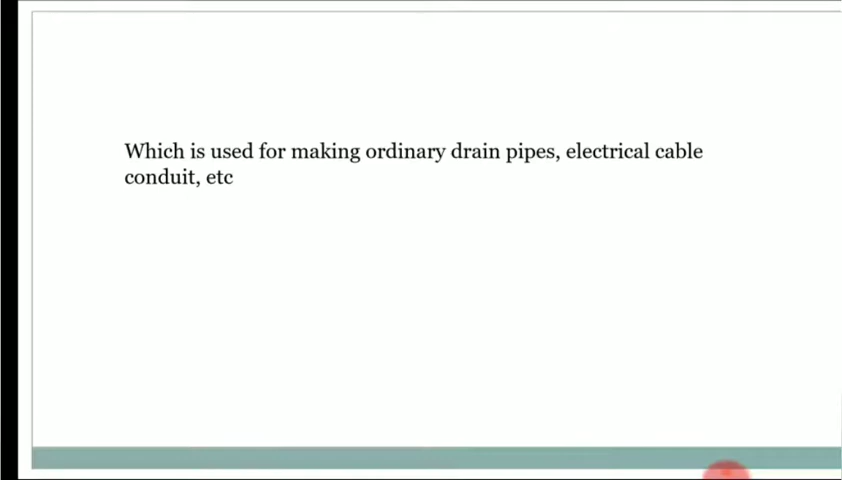 Which is used for making ordinary drain pipes, electrical cable
conduit, etc